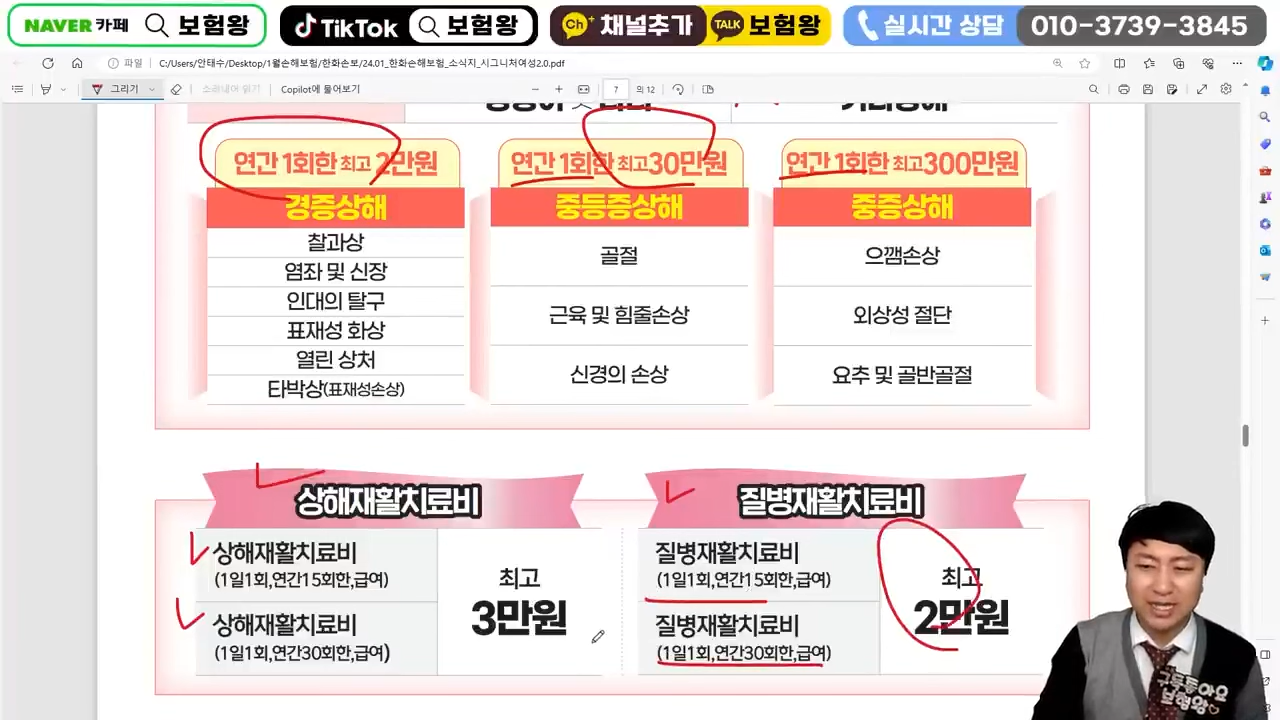 NAVER 카페 보험왕
TikTok 보험왕
Ch+ 채널추가 TALK 보험왕
실시간 상담 010-3739-3845
파일 C:/Users/안태수/Desktop/1월손해보험/한화손보/24.01_한화손해보험_소식지_시그니처여성2.0.pdf
그리기 소리내어 읽기 Copilot에 물어보기 7 의 12
연간 1회한 최고 2만원
경증상해
찰과상
염좌 및 신장
인대의 탈구
표재성 화상
열린 상처
타박상(표재성손상)
연간 1회한 최고30만원
중등증상해
골절
근육 및 힘줄손상
신경의 손상
연간 1회한 최고300만원
중증상해
으깸손상
외상성 절단
요추 및 골반골절
상해재활치료비
상해재활치료비
(1일1회,연간15회한,급여)
상해재활치료비
(1일1회,연간30회한,급여)
최고
3만원
질병재활치료비
질병재활치료비
(1일1회,연간15회한,급여)
질병재활치료비
(1일1회,연간30회한,급여)
최고
2만원
구독좋아요
보험왕